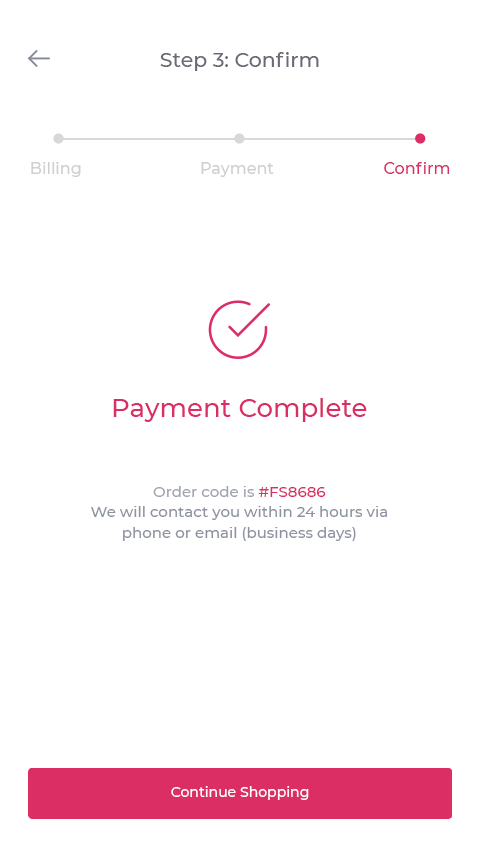 Step 3: Confirm
Billing
Payment
Confirm
Payment Complete
Order code is #FS8686
We will contact you within 24 hours via
phone or email (business days)
Continue Shopping